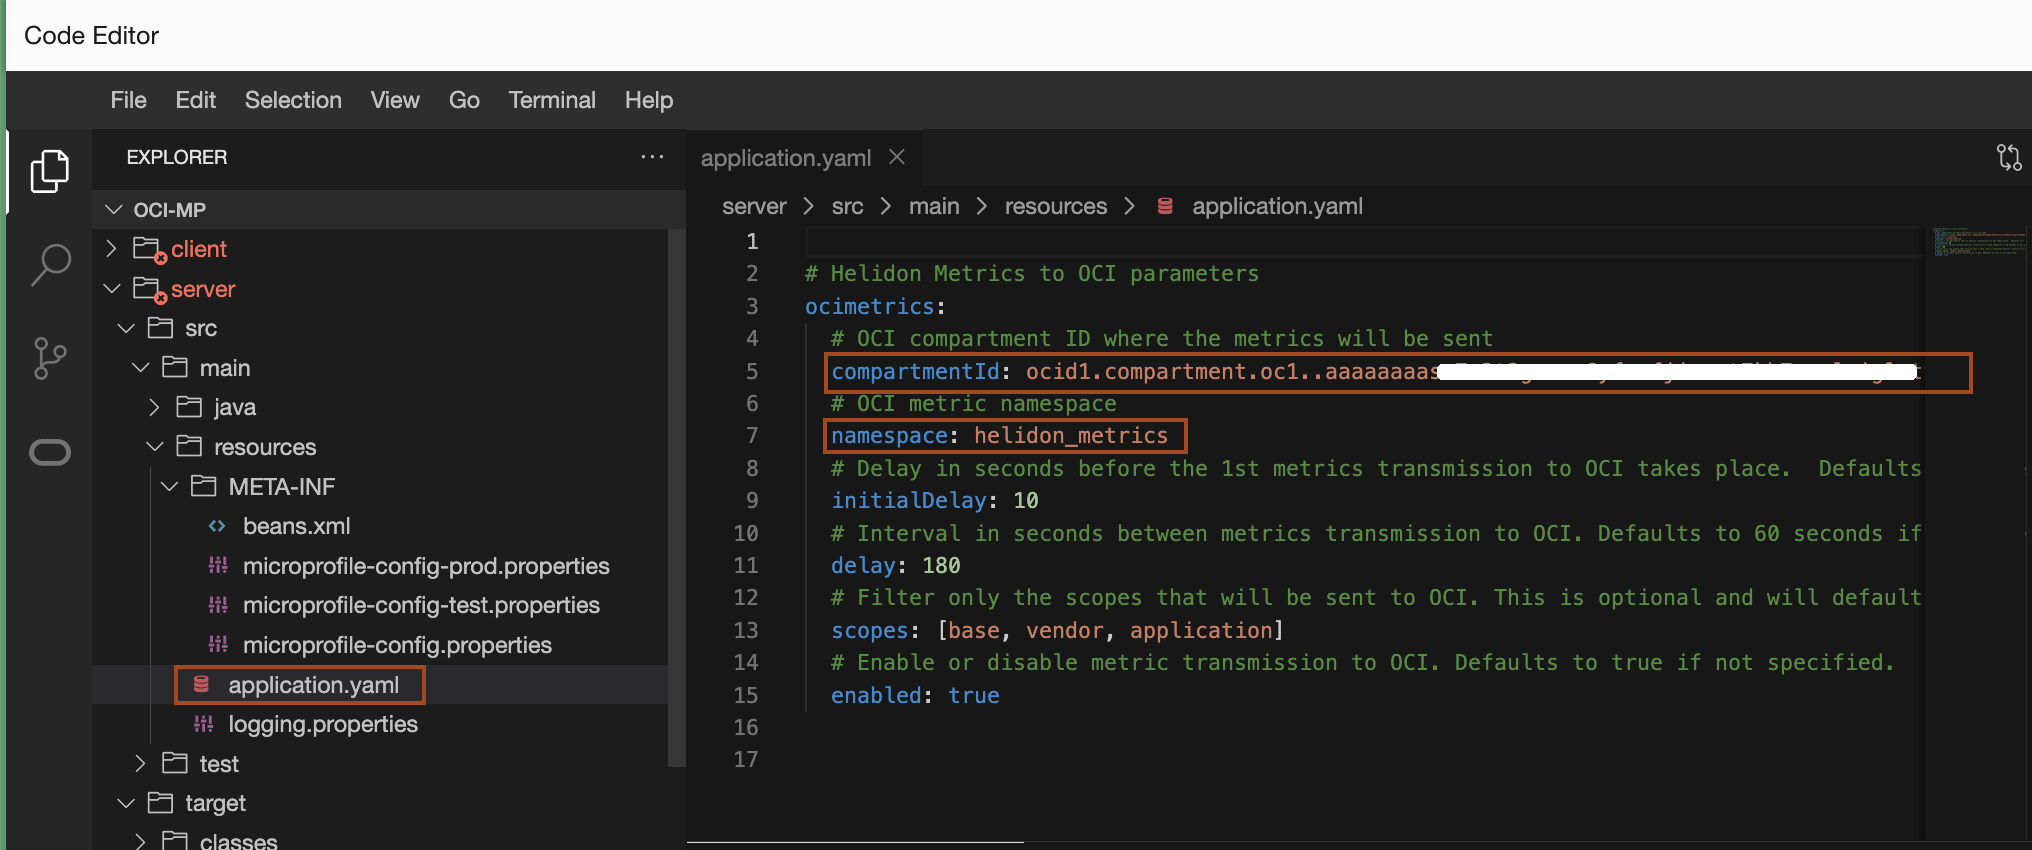 Code Editor
File Edit Selection View Go Terminal Help
EXPLORER
OCI-MP
client
server
src
main
java
resources
META-INF
beans.xml
microprofile-config-prod.properties
microprofile-config-test.properties
microprofile-config.properties
application.yaml
logging.properties
test
target
classes
application.yaml
server > src > main > resources > application.yaml
1
2 # Helidon Metrics to OCI parameters
3 ocimetrics:
4 # OCI compartment ID where the metrics will be sent
5 compartmentId: ocid1.compartment.oc1..aaaaaaaas
6 # OCI metric namespace
7 namespace: helidon_metrics
8 # Delay in seconds before the 1st metrics transmission to OCI takes place.  Defaults
9 initialDelay: 10
10 # Interval in seconds between metrics transmission to OCI. Defaults to 60 seconds if
11 delay: 180
12 # Filter only the scopes that will be sent to OCI. This is optional and will default
13 scopes: [base, vendor, application]
14 # Enable or disable metric transmission to OCI. Defaults to true if not specified.
15 enabled: true
16
17